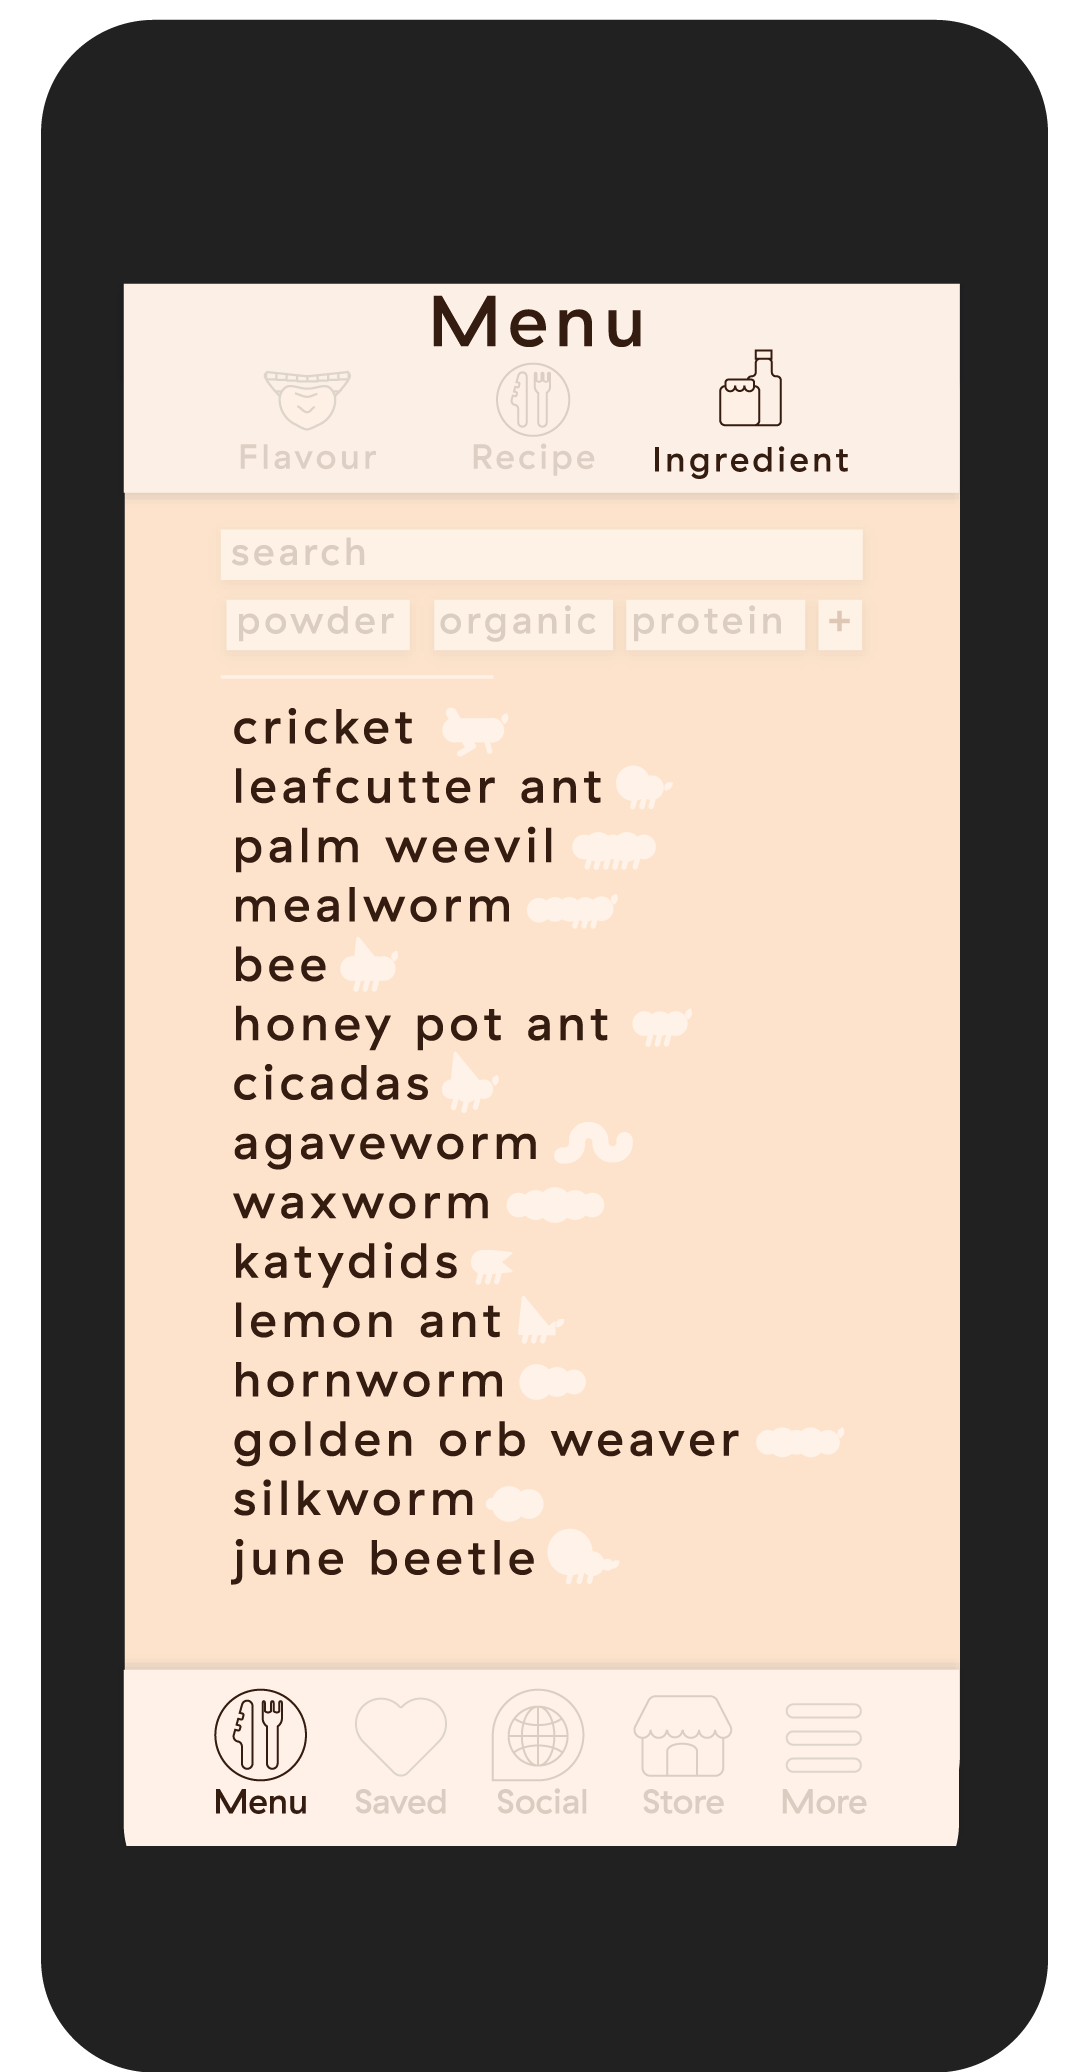 Menu
Flavour Recipe Ingredient
search
powder organic protein +
cricket
leafcutter ant
palm weevil
mealworm
bee
honey pot ant
cicadas
agaveworm
waxworm
katydids
lemon ant
hornworm
golden orb weaver
silkworm
june beetle
Menu Saved Social Store More